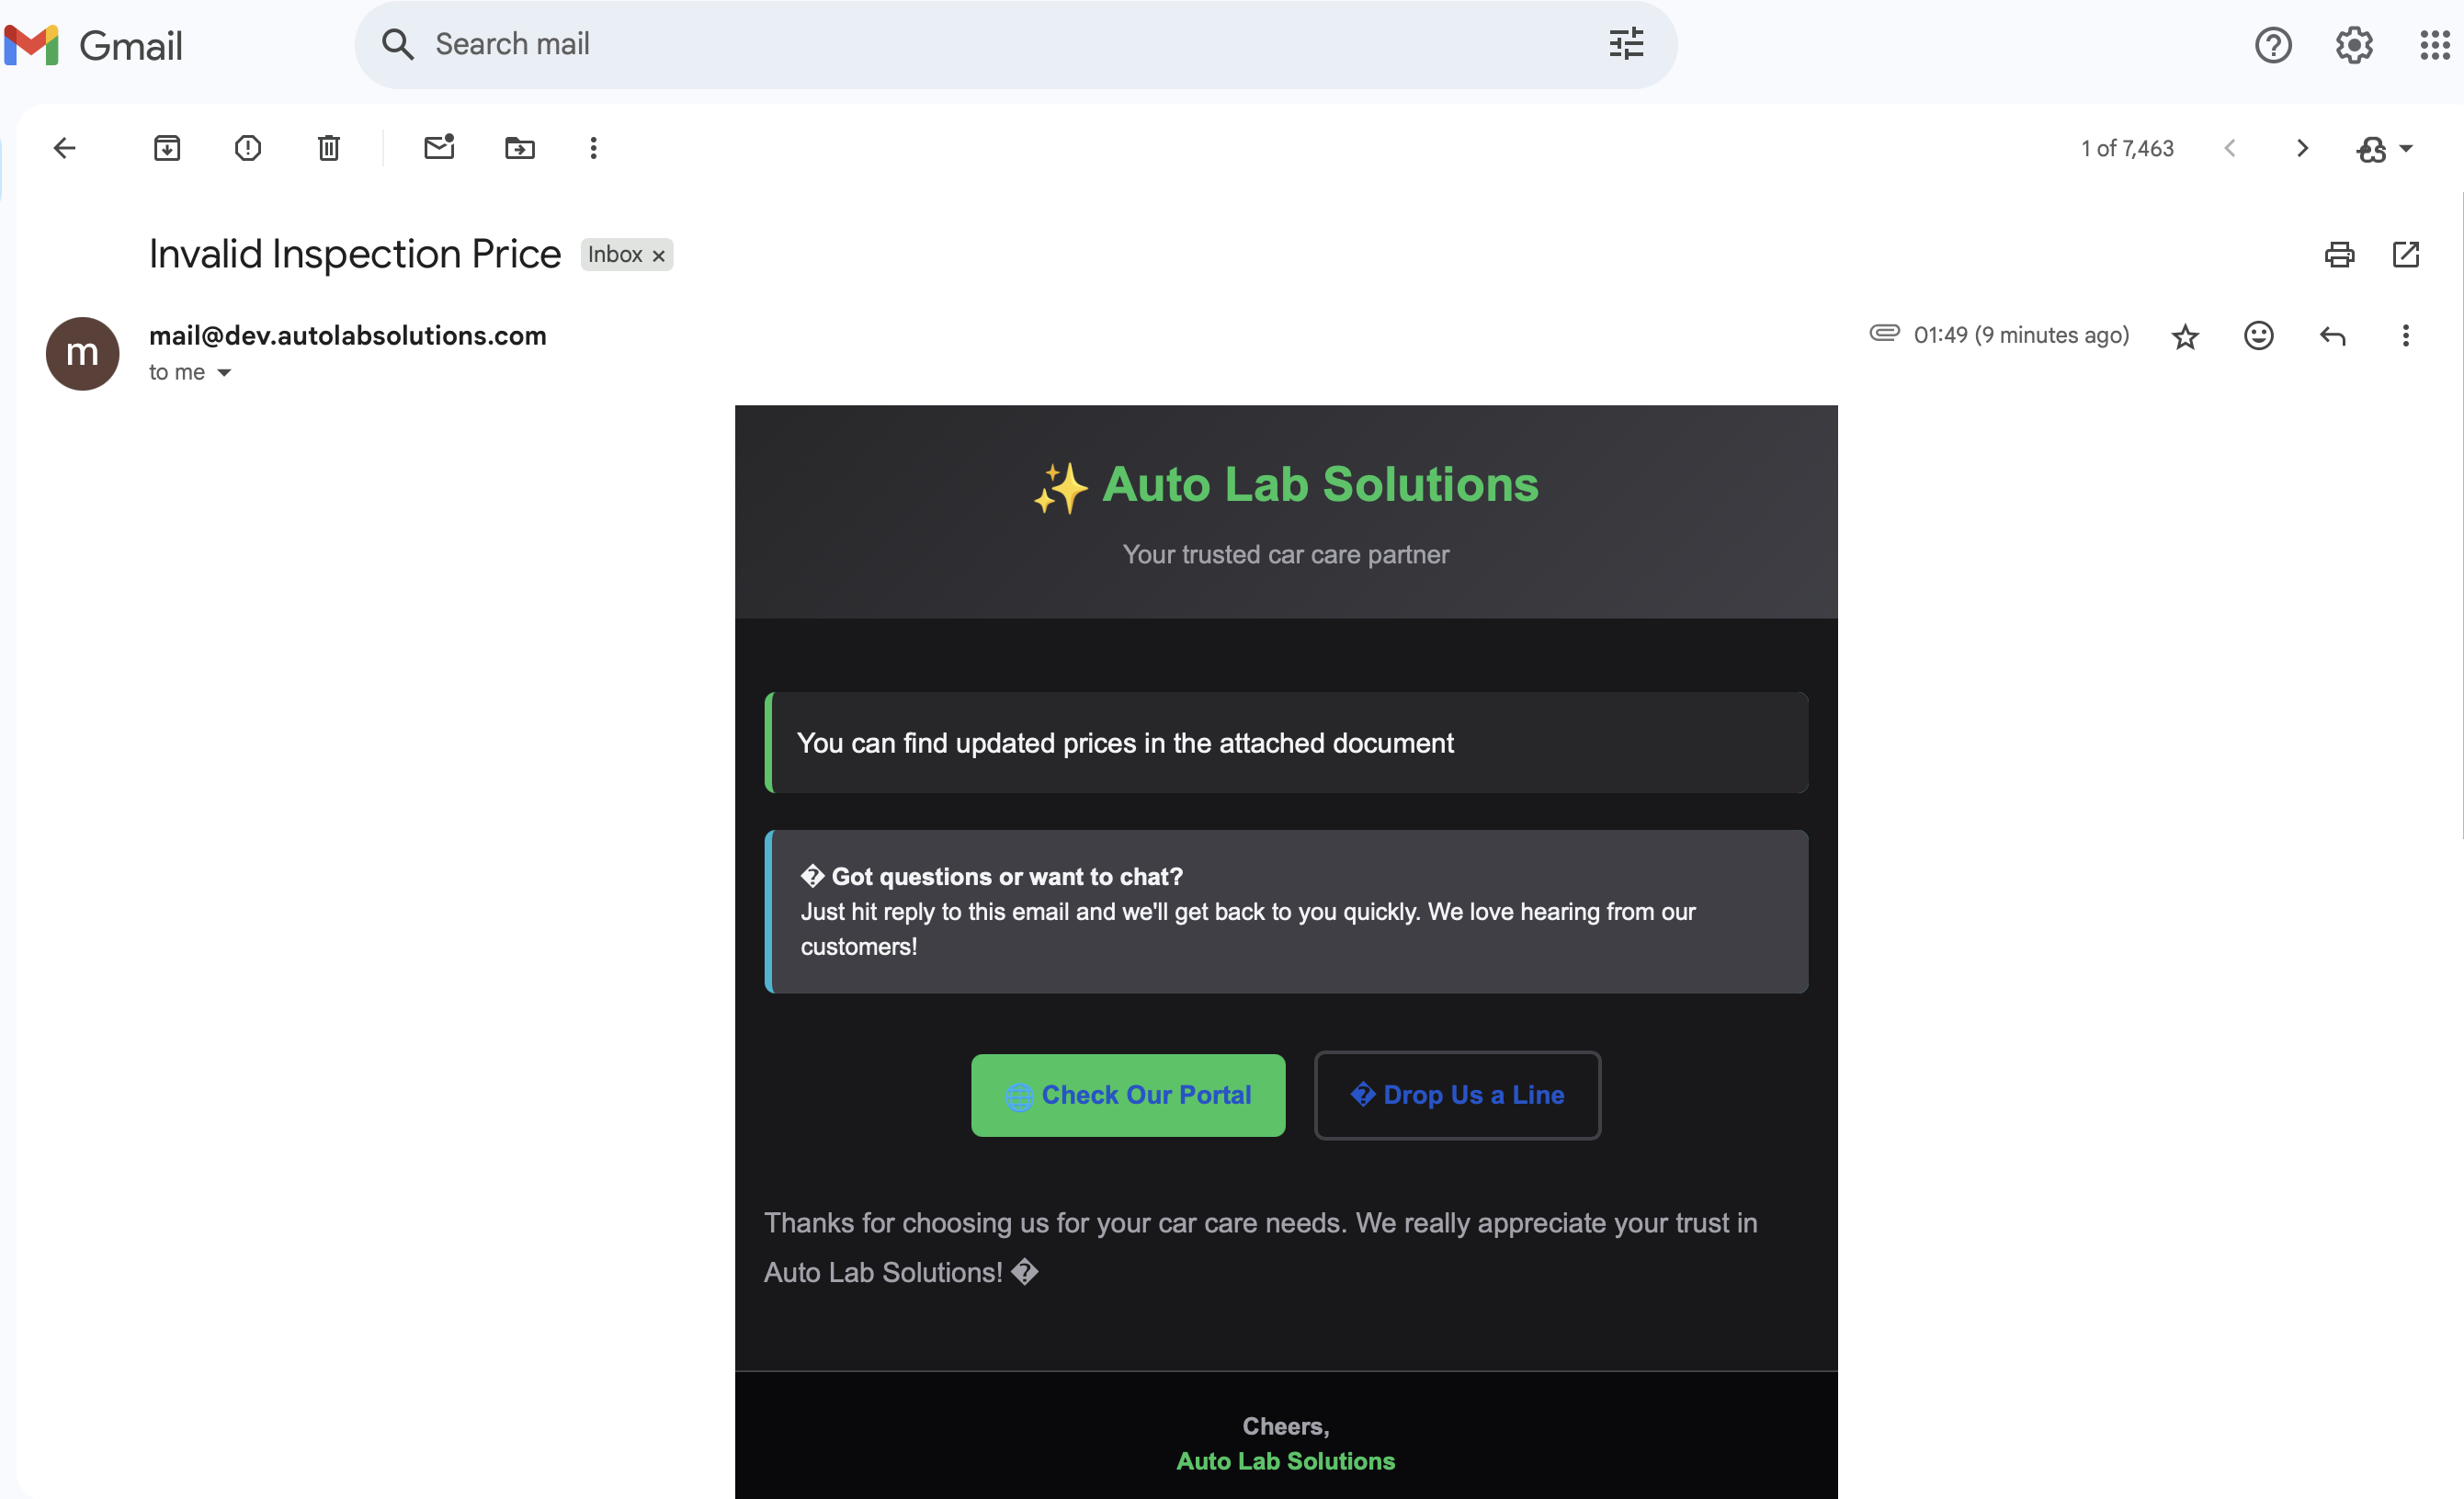 Gmail
Search mail
1 of 7,463
Invalid Inspection Price Inbox ×
m
mail@dev.autolabsolutions.com
01:49 (9 minutes ago)
to me
✨ Auto Lab Solutions
Your trusted car care partner
You can find updated prices in the attached document
� Got questions or want to chat?
Just hit reply to this email and we'll get back to you quickly. We love hearing from our
customers!
🌐 Check Our Portal
� Drop Us a Line
Thanks for choosing us for your car care needs. We really appreciate your trust in
Auto Lab Solutions! �
Cheers,
Auto Lab Solutions